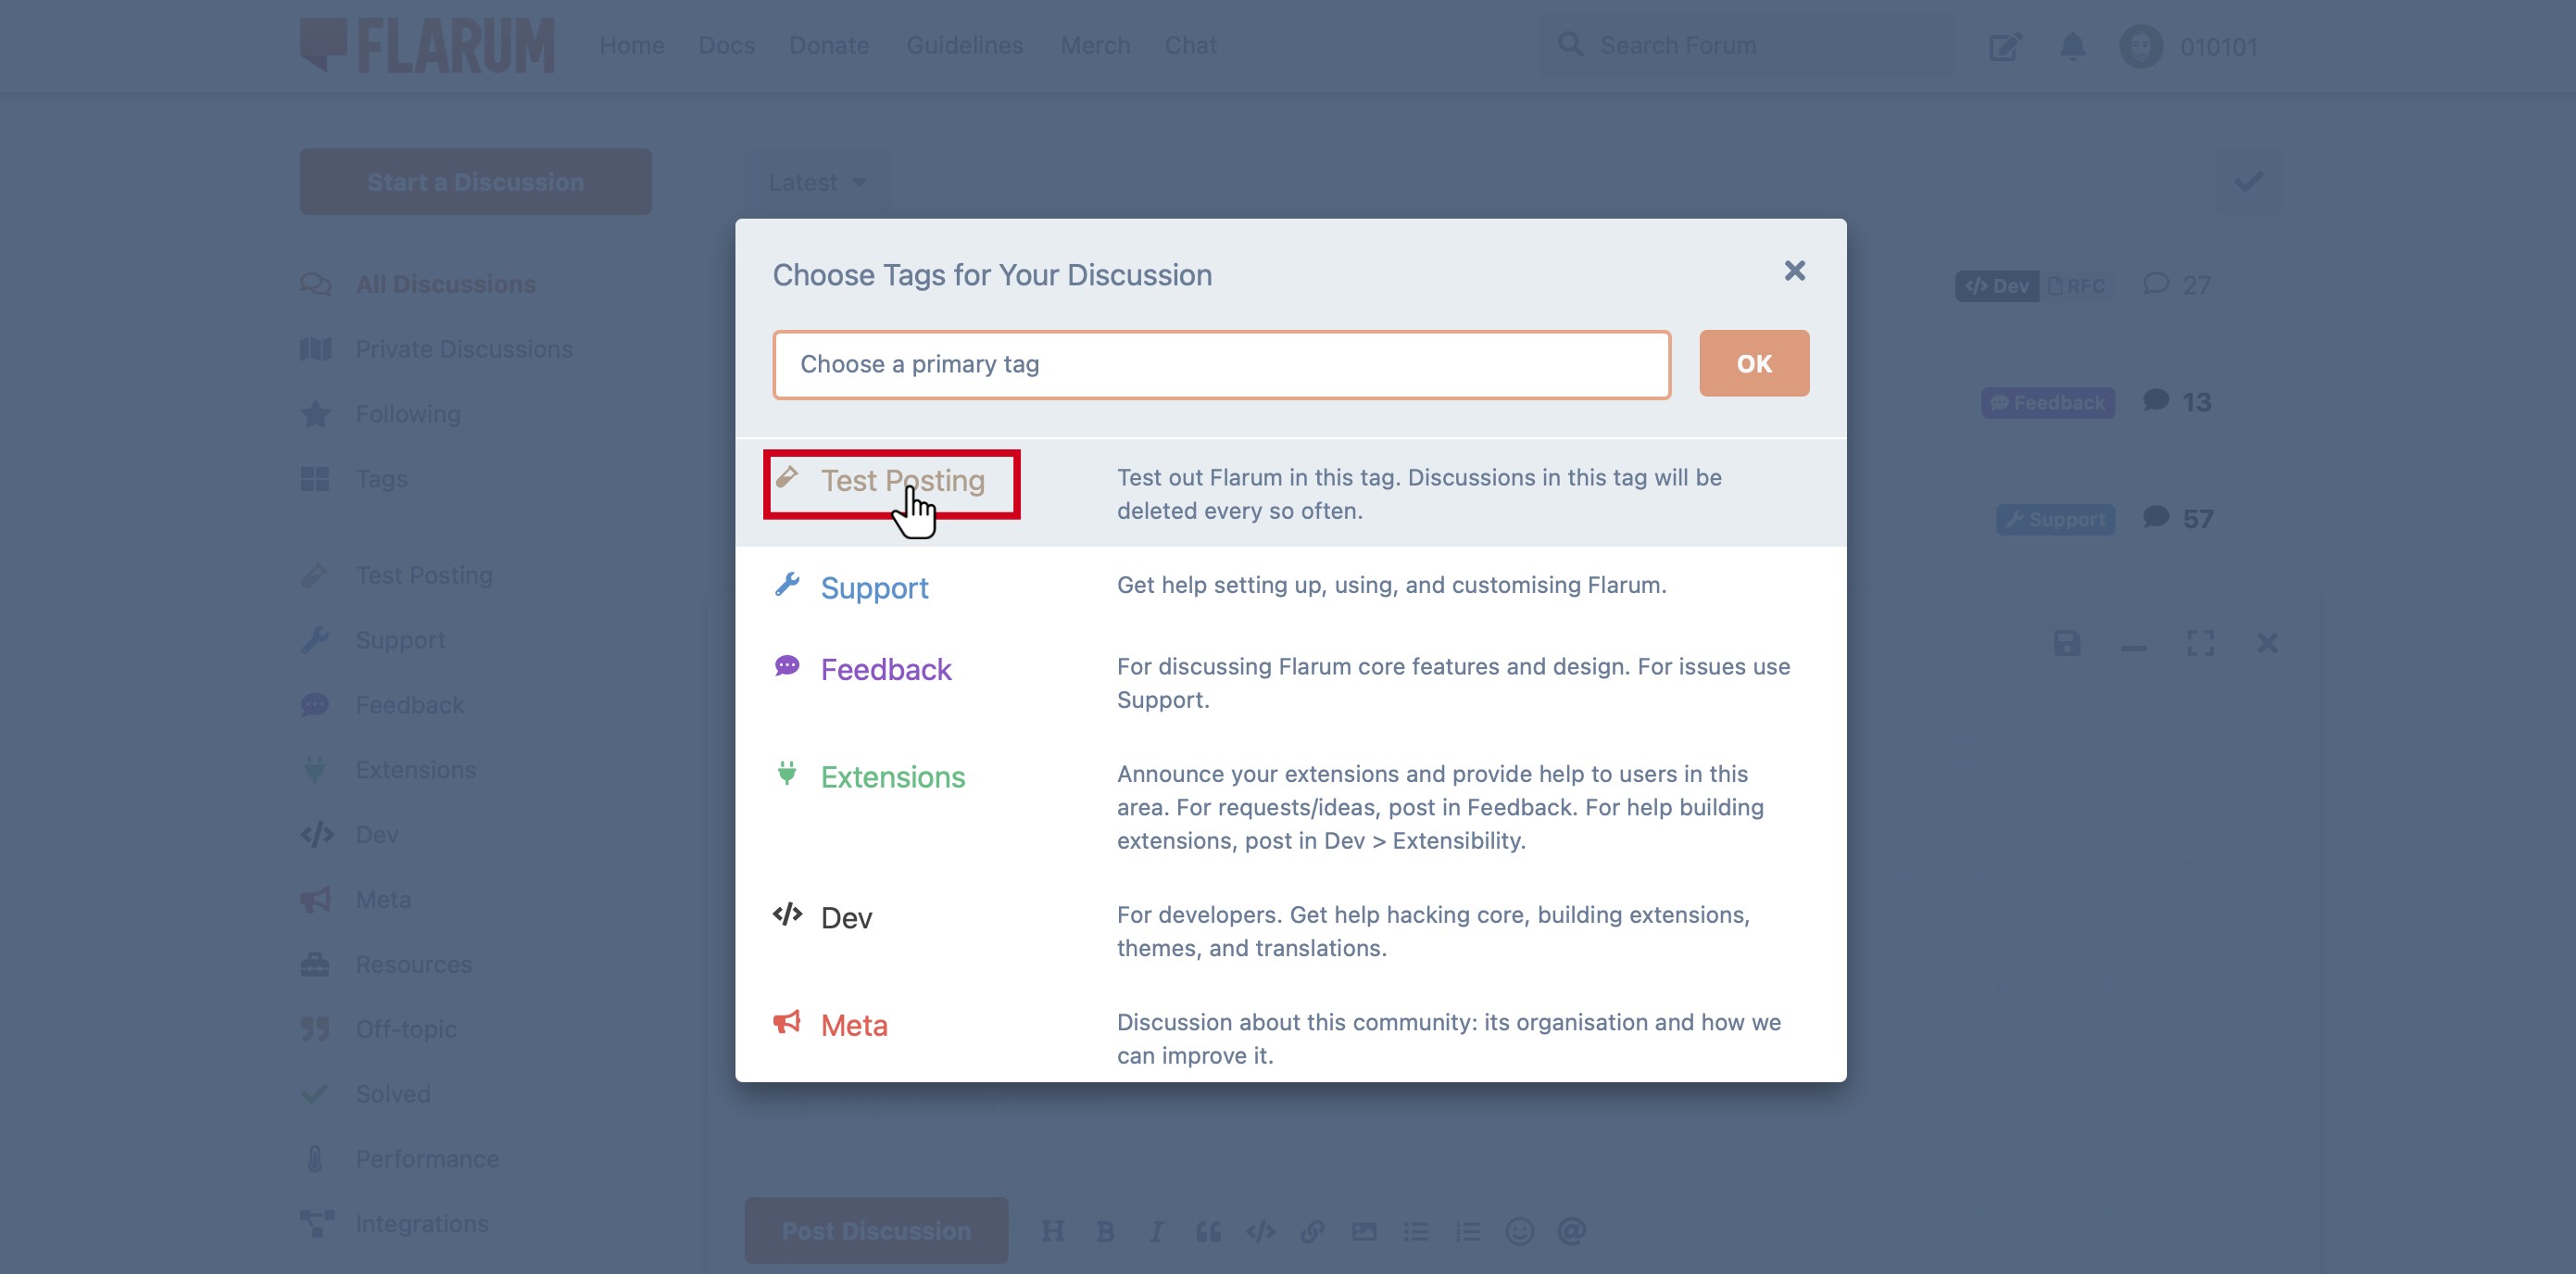 FLARUM
Home Docs Donate Guidelines Merch Chat
Search Forum
010101
Start a Discussion
Latest
All Discussions
Private Discussions
Following
Tags
Test Posting
Support
Feedback
Extensions
Dev
Meta
Resources
Off-topic
Solved
Performance
Integrations
Choose Tags for Your Discussion
Choose a primary tag
OK
Test Posting
Test out Flarum in this tag. Discussions in this tag will be
deleted every so often.
Support
Get help setting up, using, and customising Flarum.
Feedback
For discussing Flarum core features and design. For issues use
Support.
Extensions
Announce your extensions and provide help to users in this
area. For requests/ideas, post in Feedback. For help building
extensions, post in Dev > Extensibility.
Dev
For developers. Get help hacking core, building extensions,
themes, and translations.
Meta
Discussion about this community: its organisation and how we
can improve it.
Dev RFC 27
Feedback 13
Support 57
Post Discussion
H B I